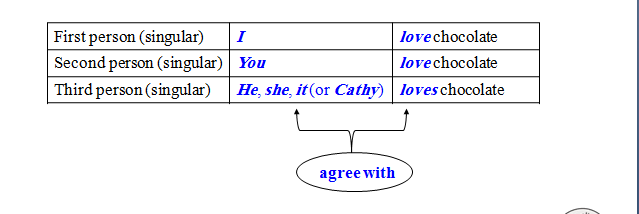 First person (singular) I love chocolate
Second person (singular) You love chocolate
Third person (singular) He, she, it (or Cathy) loves chocolate
agree with